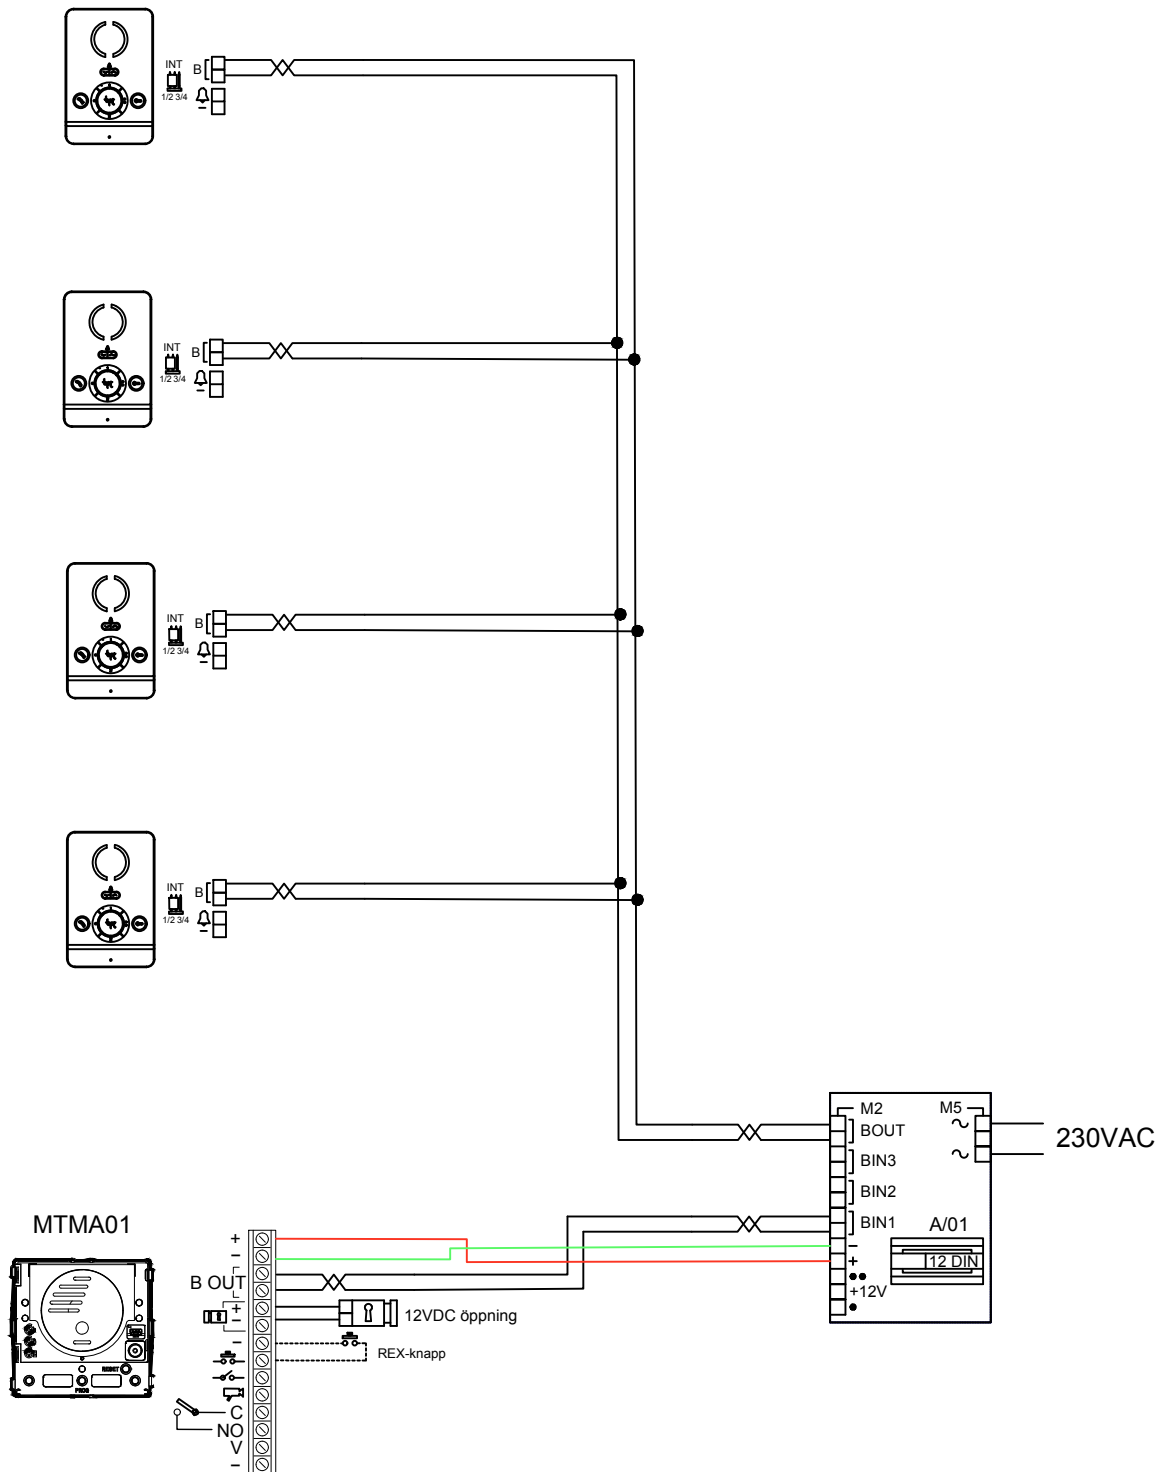 INT
B
1/2 3/4
–
INT
B
1/2 3/4
–
INT
B
1/2 3/4
–
INT
B
1/2 3/4
–
M2 M5
BOUT ~
230VAC
BIN3 ~
BIN2
BIN1 A/01
–
+ 12 DIN
••
+12V
•
MTMA01
+
–
B OUT
+ 12VDC öppning
–
–
REX-knapp
C
NO
V
–
RESET
PROG